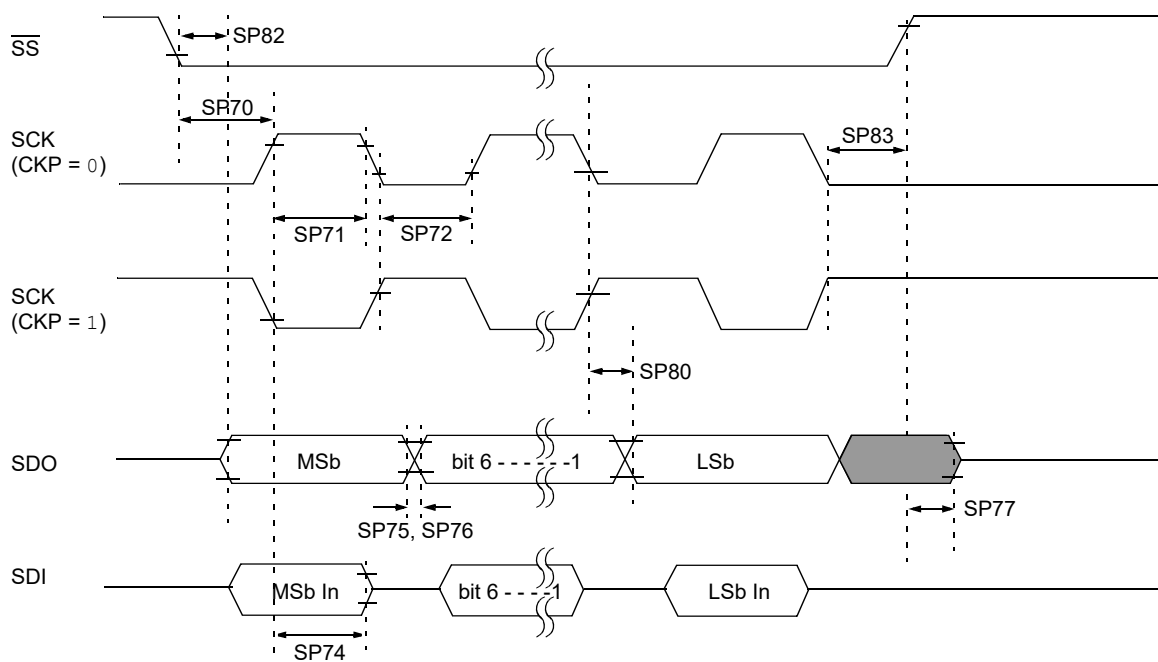 SS
SP82
SP70
SCK
(CKP = 0)
SP83
SP71
SP72
SCK
(CKP = 1)
SP80
SDO
MSb
bit 6 - - - - - -1
LSb
SP75, SP76
SP77
SDI
MSb In
bit 6 - - - - -1
LSb In
SP74